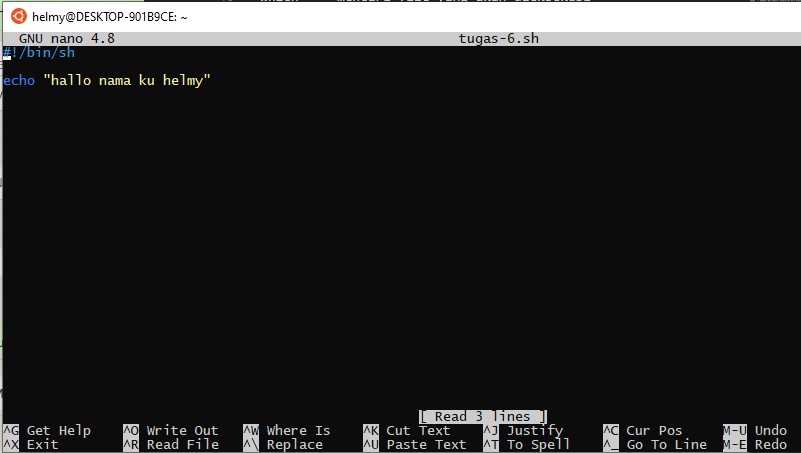 helmy@DESKTOP-901B9CE: ~
GNU nano 4.8 tugas-6.sh
#!/bin/sh
echo "hallo nama ku helmy"
[ Read 3 lines ]
^G Get Help ^O Write Out ^W Where Is ^K Cut Text ^J Justify ^C Cur Pos M-U Undo
^X Exit ^R Read File ^\ Replace ^U Paste Text ^T To Spell ^_ Go To Line M-E Redo